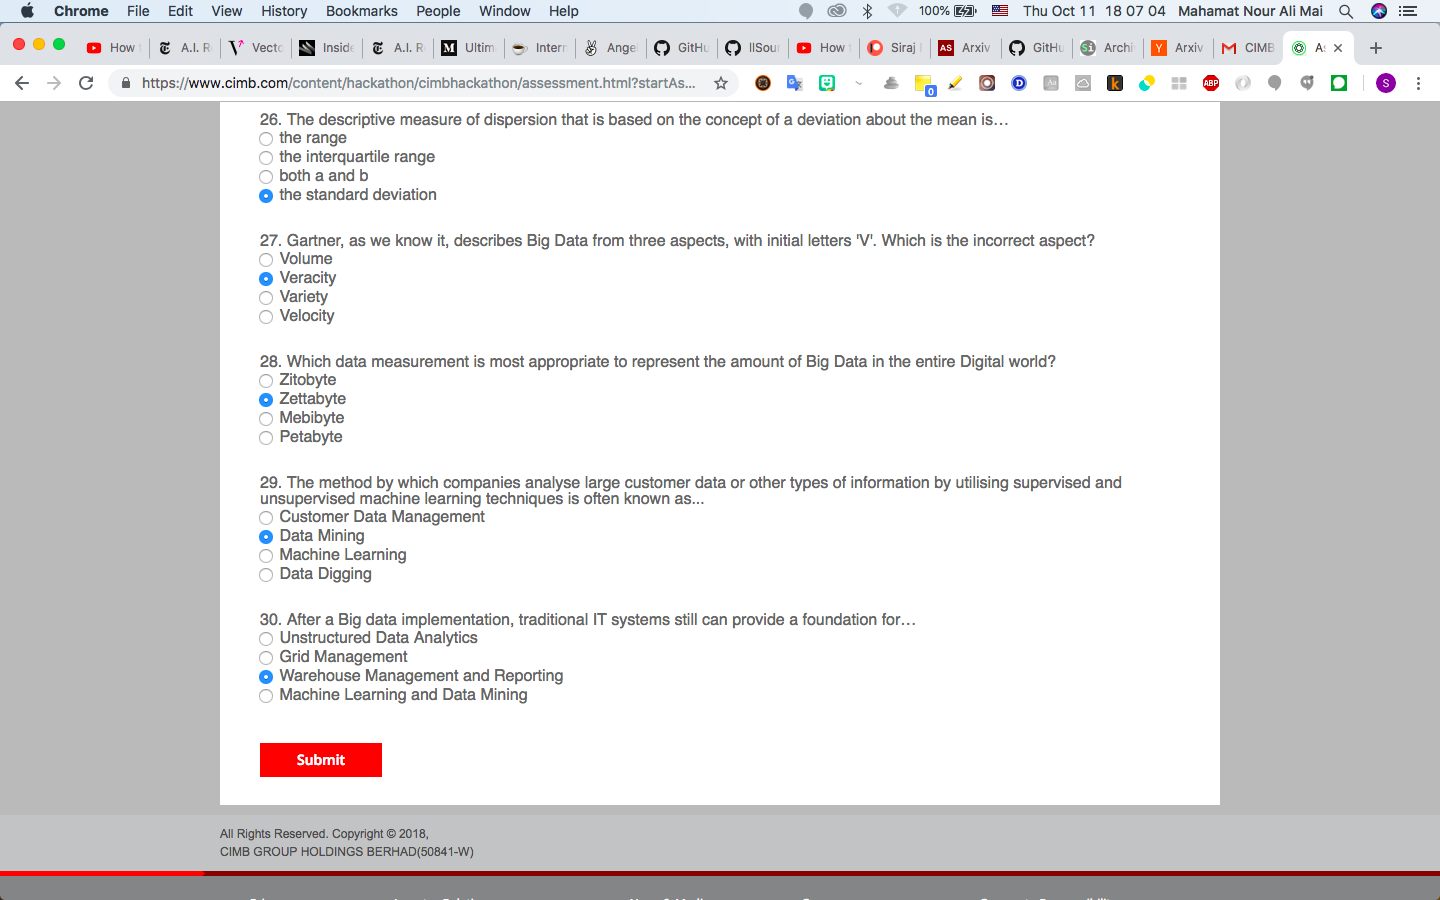 Chrome File Edit View History Bookmarks People Window Help 100% Thu Oct 11 18 07 04 Mahamat Nour Ali Mai
How A.I. R Vecto Inside A.I. R Ultim Intern Ange GitHu IlSour How Siraj AS Arxiv GitHu Archi Arxiv CIMB
https://www.cimb.com/content/hackathon/cimbhackathon/assessment.html?startAs... 0 D Aa k ABP S
26. The descriptive measure of dispersion that is based on the concept of a deviation about the mean is…
the range
the interquartile range
both a and b
the standard deviation
27. Gartner, as we know it, describes Big Data from three aspects, with initial letters 'V'. Which is the incorrect aspect?
Volume
Veracity
Variety
Velocity
28. Which data measurement is most appropriate to represent the amount of Big Data in the entire Digital world?
Zitobyte
Zettabyte
Mebibyte
Petabyte
29. The method by which companies analyse large customer data or other types of information by utilising supervised and
unsupervised machine learning techniques is often known as...
Customer Data Management
Data Mining
Machine Learning
Data Digging
30. After a Big data implementation, traditional IT systems still can provide a foundation for…
Unstructured Data Analytics
Grid Management
Warehouse Management and Reporting
Machine Learning and Data Mining
Submit
All Rights Reserved. Copyright © 2018,
CIMB GROUP HOLDINGS BERHAD(50841-W)